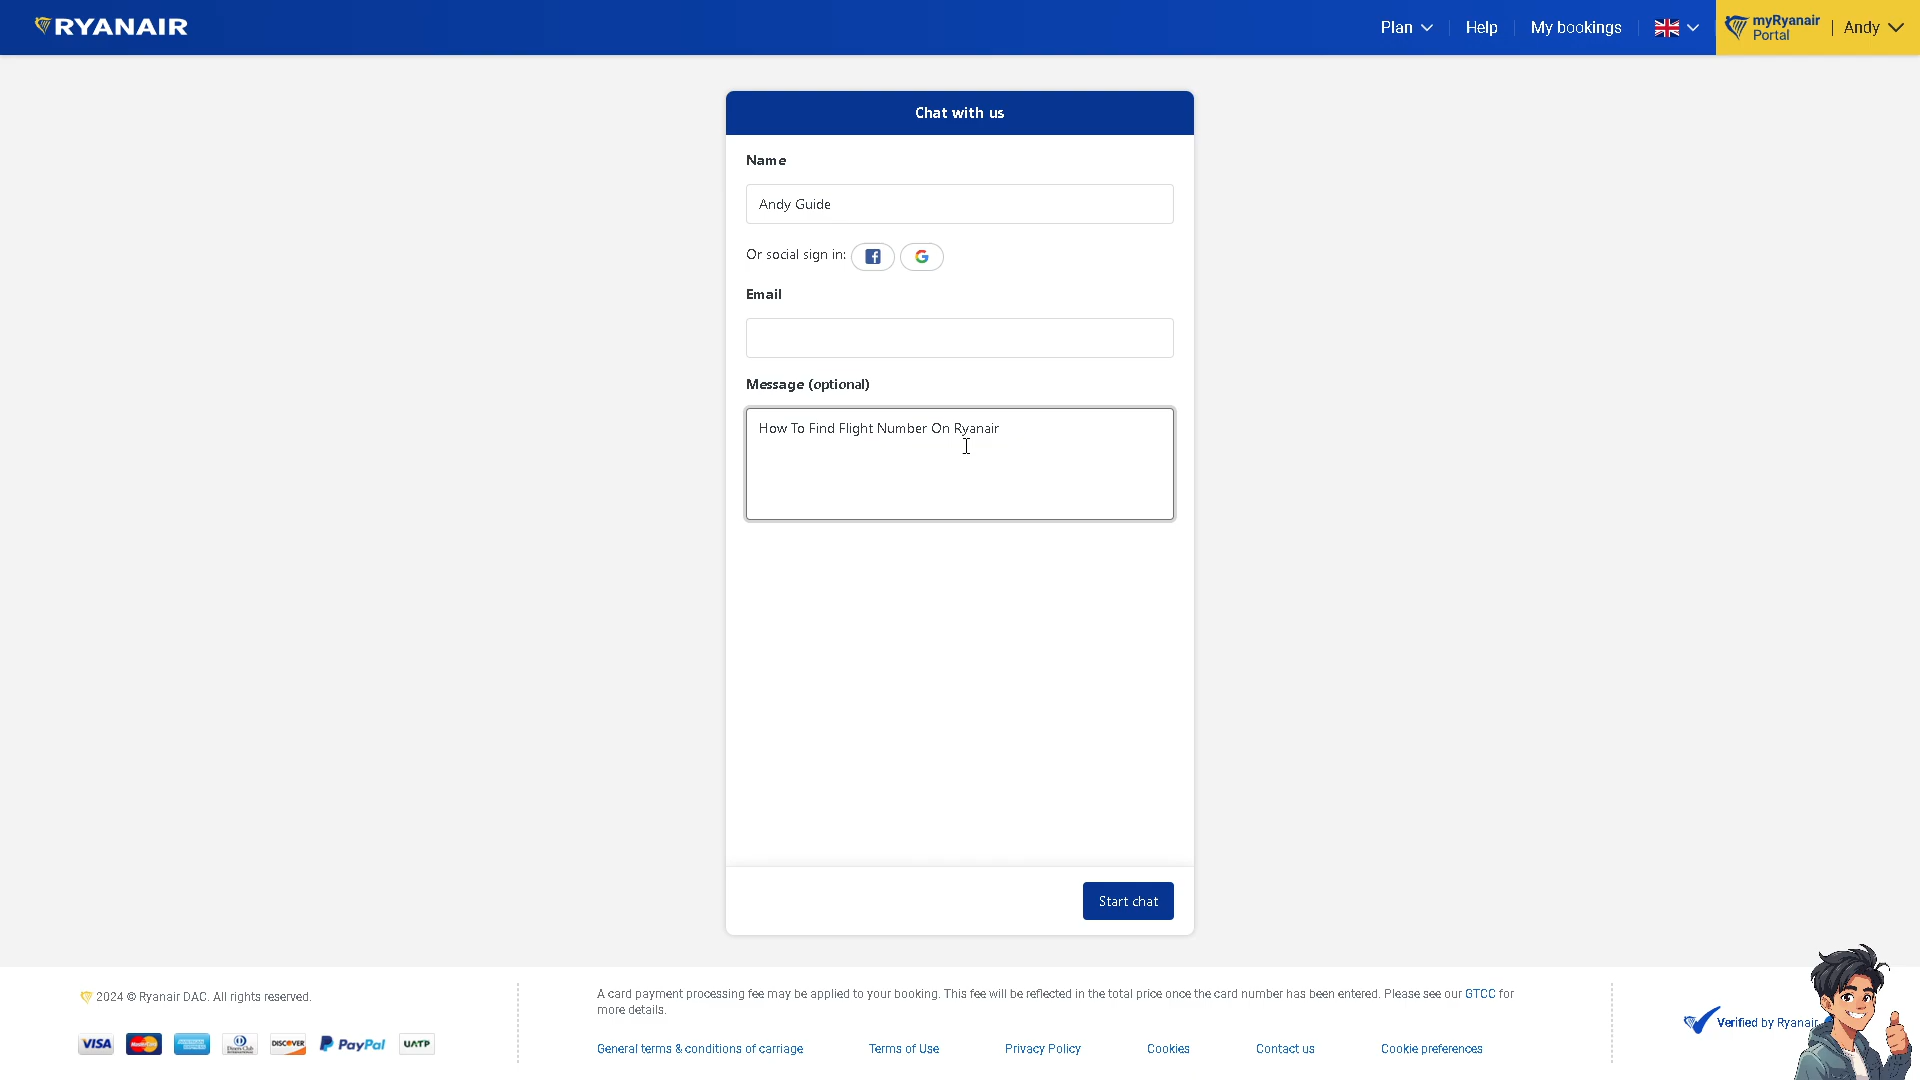 RYANAIR
Plan
Help
My bookings
myRyanair
Portal
Andy
Chat with us
Name
Andy Guide
Or social sign in:
Email
Message (optional)
How To Find Flight Number On Ryanair
Start chat
2024 © Ryanair DAC. All rights reserved.
VISA
MasterCard
Diners Club
DISCOVER
PayPal
UATP
A card payment processing fee may be applied to your booking. This fee will be reflected in the total price once the card number has been entered. Please see our GTCC for
more details.
General terms & conditions of carriage
Terms of Use
Privacy Policy
Cookies
Contact us
Cookie preferences
Verified by Ryanair